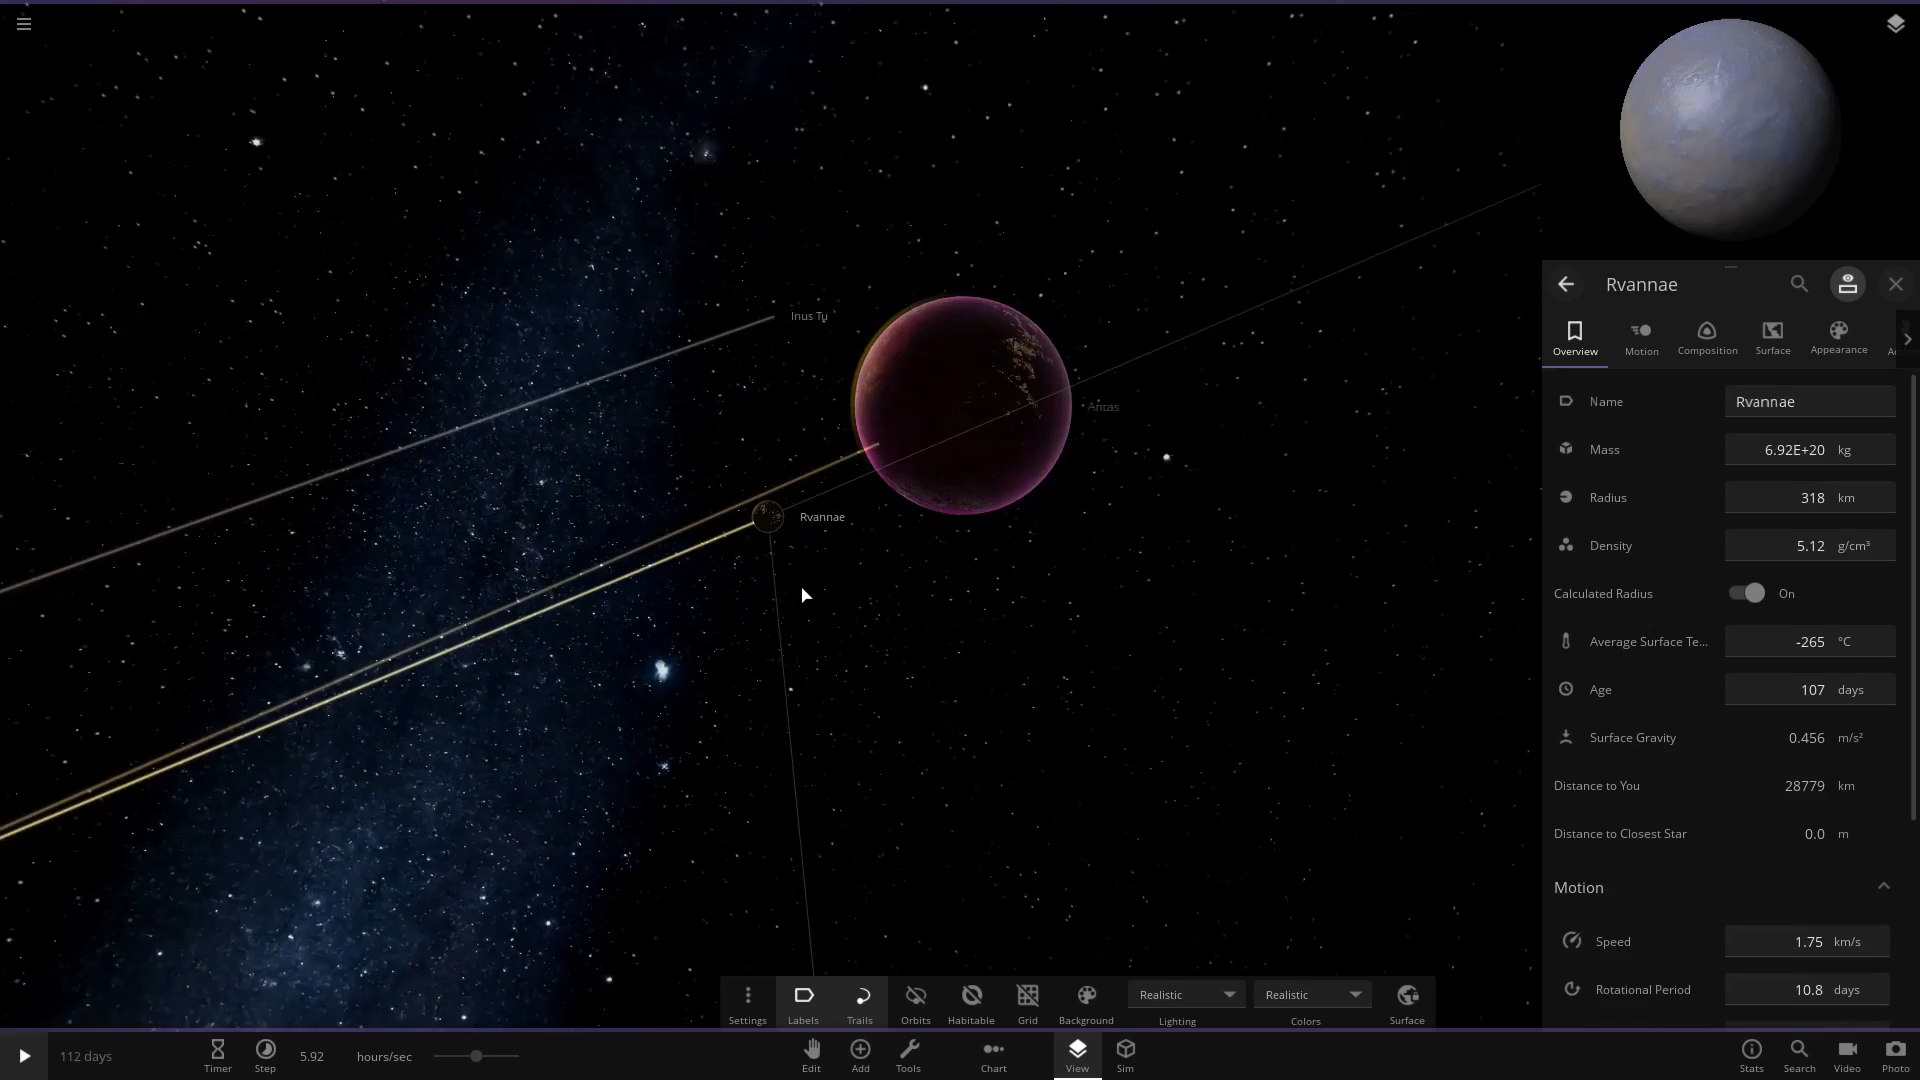 Inus Tu
Antas
Rvannae
Rvannae
Overview
Motion
Composition
Surface
Appearance
Name Rvannae
Mass 6.92E+20 kg
Radius 318 km
Density 5.12 g/cm³
Calculated Radius On
Average Surface Te... -265 °C
Age 107 days
Surface Gravity 0.456 m/s²
Distance to You 28779 km
Distance to Closest Star 0.0 m
Motion
Speed 1.75 km/s
Rotational Period 10.8 days
Realistic Realistic
Settings Labels Trails Orbits Habitable Grid Background Lighting Colors Surface
112 days
Timer Step
5.92 hours/sec
Edit Add Tools Chart View Sim
Stats Search Video Photo